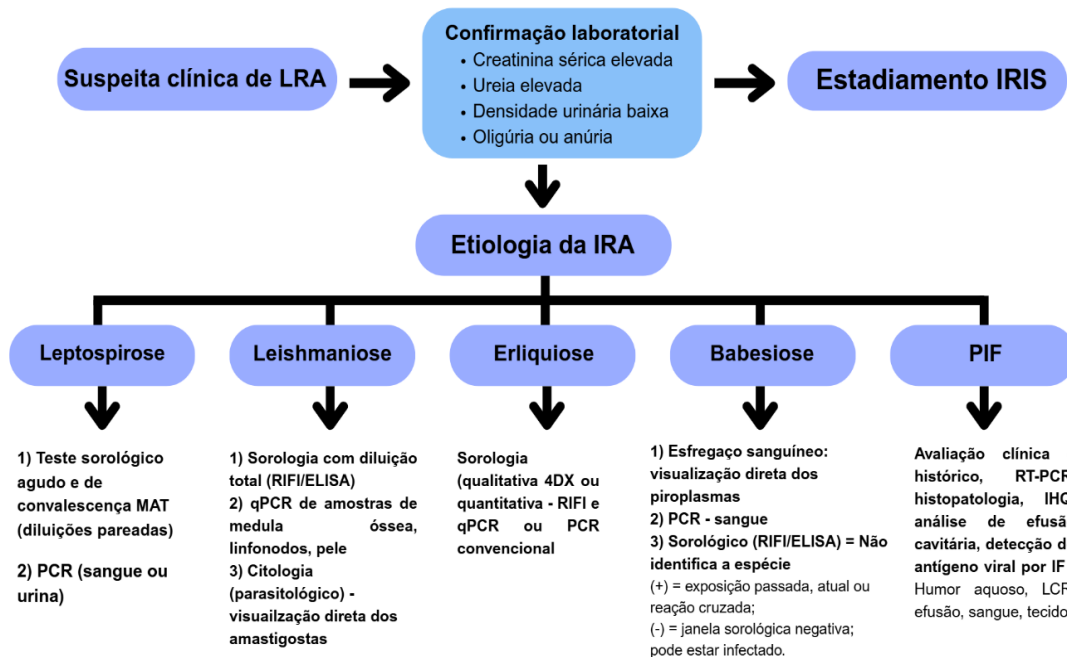 Suspeita clínica de LRA
Confirmação laboratorial
• Creatinina sérica elevada
• Ureia elevada
• Densidade urinária baixa
• Oligúria ou anúria
Estadiamento IRIS
Etiologia da IRA
Leptospirose
Leishmaniose
Erliquiose
Babesiose
PIF
1) Teste sorológico
agudo e de
convalescença MAT
(diluições pareadas)
2) PCR (sangue ou
urina)
1) Sorologia com diluição
total (RIFI/ELISA)
2) qPCR de amostras de
medula óssea,
linfonodos, pele
3) Citologia
(parasitológico) -
visuailzação direta dos
amastigostas
Sorologia
(qualitativa 4DX ou
quantitativa - RIFI e
qPCR ou PCR
convencional
1) Esfregaço sanguíneo:
visualização direta dos
piroplasmas
2) PCR - sangue
3) Sorológico (RIFI/ELISA) = Não
identifica a espécie
(+) = exposição passada, atual ou
reação cruzada;
(-) = janela sorológica negativa;
pode estar infectado.
Avaliação clínica
histórico, RT-PCR
histopatologia, IHQ
análise de
cavitária, detecção
antígeno viral por IF
Humor aquoso, LCR
efusão, sangue, tecido